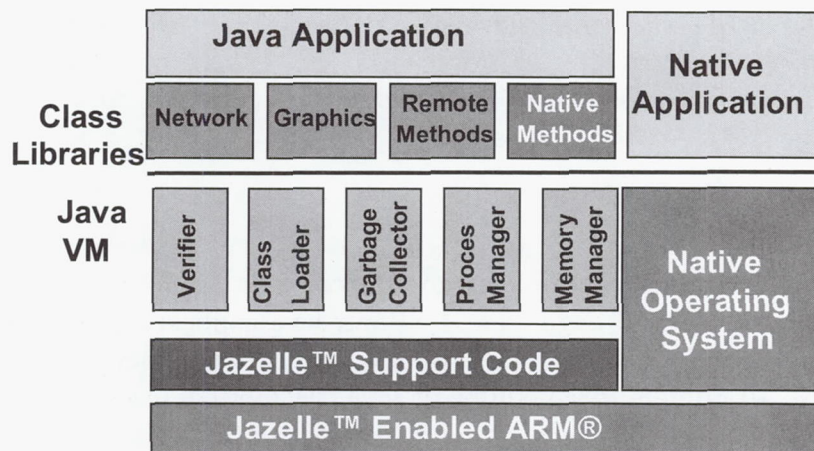 Java Application
Native
Application
Class
Libraries
Network
Graphics
Remote
Methods
Native
Methods
Java
VM
Verifier
Class
Loader
Garbage
Collector
Proces
Manager
Memory
Manager
Native
Operating
System
Jazelle™ Support Code
Jazelle™ Enabled ARM®